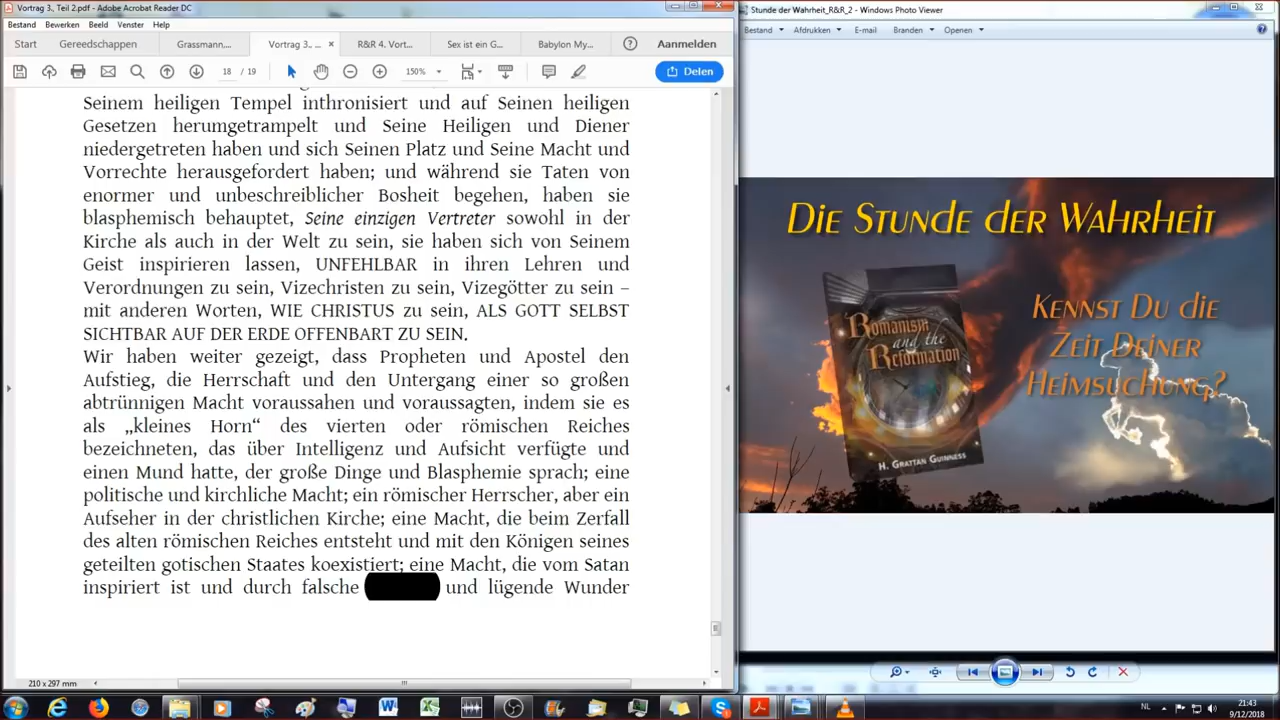 Vortrag 3., Teil 2.pdf - Adobe Acrobat Reader DC
Bestand Bewerken Beeld Venster Help
Start Gereedschappen Grassmann,... Vortrag 3., ... × R&R 4. Vort... Sex ist ein G... Babylon My... Aanmelden
18 / 19 150% Delen
Seinem heiligen Tempel inthronisiert und auf Seinen heiligen
Gesetzen herumgetrampelt und Seine Heiligen und Diener
niedergetreten haben und sich Seinen Platz und Seine Macht und
Vorrechte herausgefordert haben; und während sie Taten von
enormer und unbeschreiblicher Bosheit begehen, haben sie
blasphemisch behauptet, Seine einzigen Vertreter sowohl in der
Kirche als auch in der Welt zu sein, sie haben sich von Seinem
Geist inspirieren lassen, UNFEHLBAR in ihren Lehren und
Verordnungen zu sein, Vizechristen zu sein, Vizegötter zu sein –
mit anderen Worten, WIE CHRISTUS zu sein, ALS GOTT SELBST
SICHTBAR AUF DER ERDE OFFENBART ZU SEIN.
Wir haben weiter gezeigt, dass Propheten und Apostel den
Aufstieg, die Herrschaft und den Untergang einer so großen
abtrünnigen Macht voraussahen und voraussagten, indem sie es
als „kleines Horn“ des vierten oder römischen Reiches
bezeichneten, das über Intelligenz und Aufsicht verfügte und
einen Mund hatte, der große Dinge und Blasphemie sprach; eine
politische und kirchliche Macht; ein römischer Herrscher, aber ein
Aufseher in der christlichen Kirche; eine Macht, die beim Zerfall
des alten römischen Reiches entsteht und mit den Königen seines
geteilten gotischen Staates koexistiert; eine Macht, die vom Satan
inspiriert ist und durch falsche und lügende Wunder
210 x 297 mm
Stunde der Wahrheit_R&R_2 - Windows Photo Viewer
Bestand Afdrukken E-mail Branden Openen
Die Stunde der Wahrheit
Kennst Du die
Zeit Deiner
Heimsuchung?
Romanism
and the
Reformation
H. Grattan Guinness
NL 21:43
9/12/2018